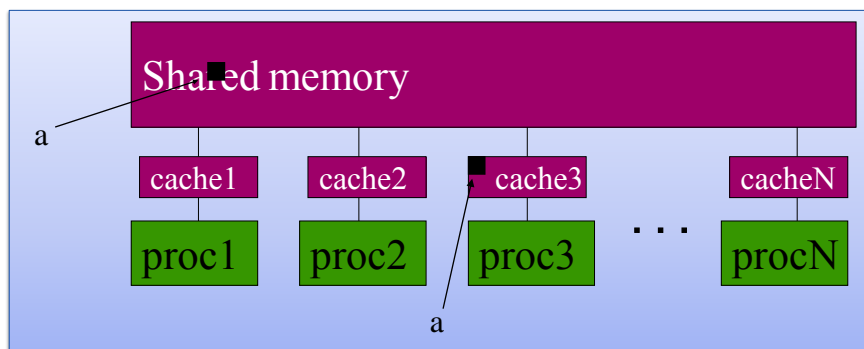 Shared memory
a
cache1 cache2 cache3 cacheN
proc1 proc2 proc3 . . . procN
a